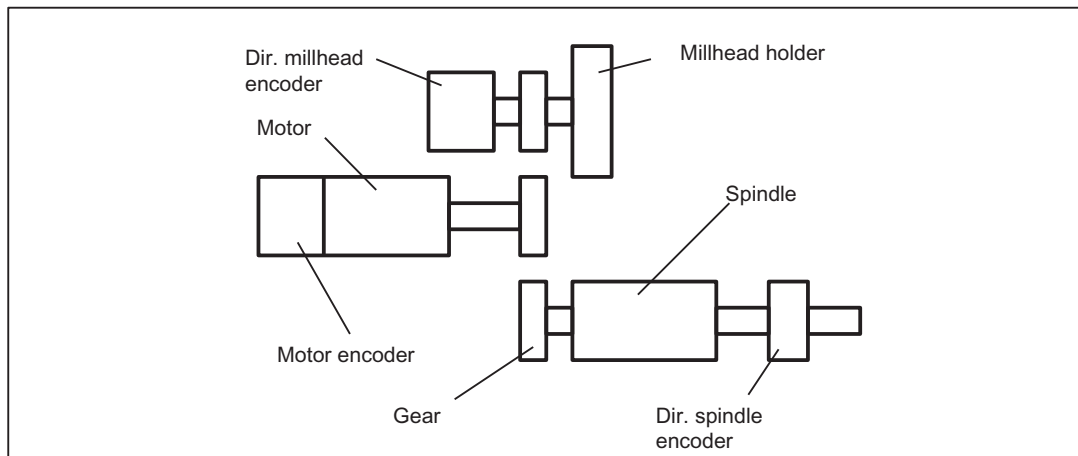 Dir. millhead
encoder
Millhead holder
Motor
Spindle
Motor encoder
Gear
Dir. spindle
encoder